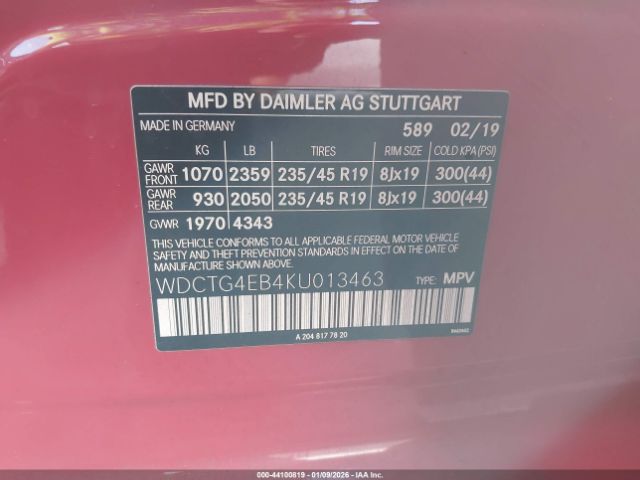 MFD BY DAIMLER AG STUTTGART
MADE IN GERMANY 589 02/19
KG LB TIRES RIM SIZE COLD KPA(PSI)
GAWR FRONT 1070 2359 235/45 R19 8Jx19 300(44)
GAWR REAR 930 2050 235/45 R19 8Jx19 300(44)
GVWR 1970 4343
THIS VEHICLE CONFORMS TO ALL APPLICABLE FEDERAL MOTOR VEHICLE
SAFETY AND THEFT PREVENTION STANDARDS IN EFFECT ON THE DATE
OF MANUFACTURE SHOWN ABOVE.
WDCTG4EB4KU013463 TYPE: MPV
A 204 817 78 20
000-44100819 - 01/09/2026 - IAAI.COM